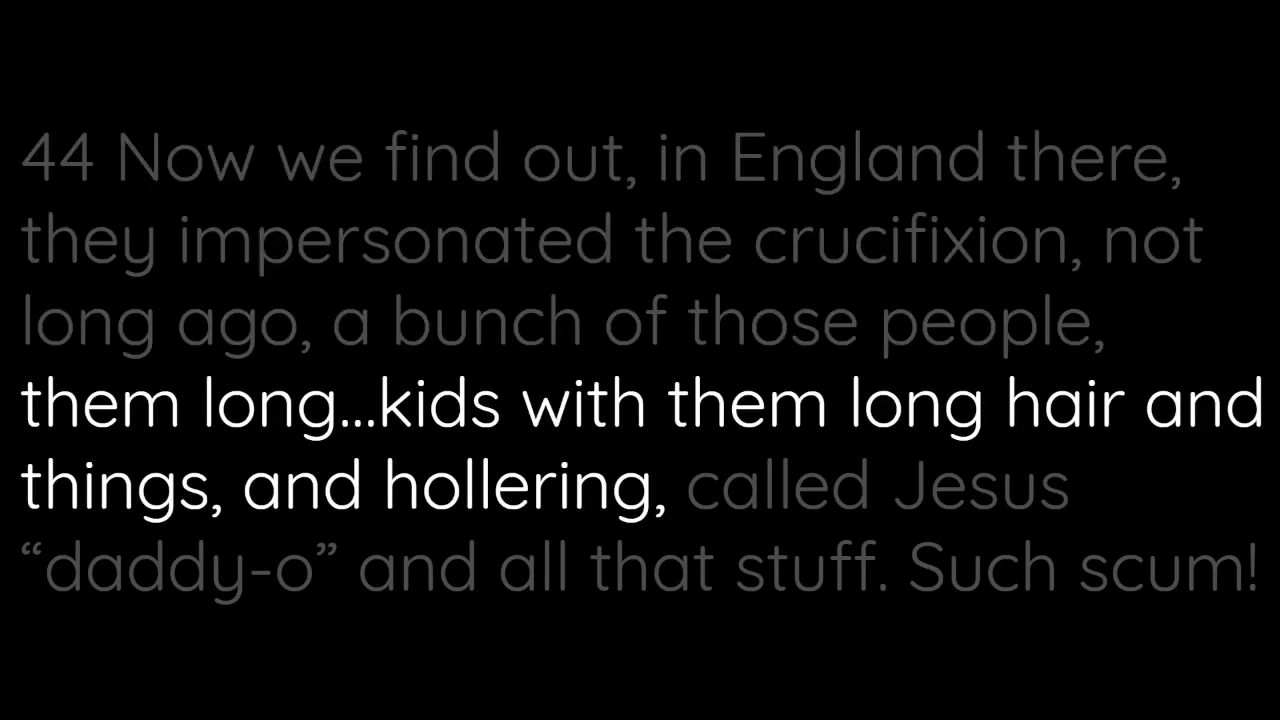 44 Now we find out, in England there,
they impersonated the crucifixion, not
long ago, a bunch of those people,
them long...kids with them long hair and
things, and hollering, called Jesus
“daddy-o” and all that stuff. Such scum!